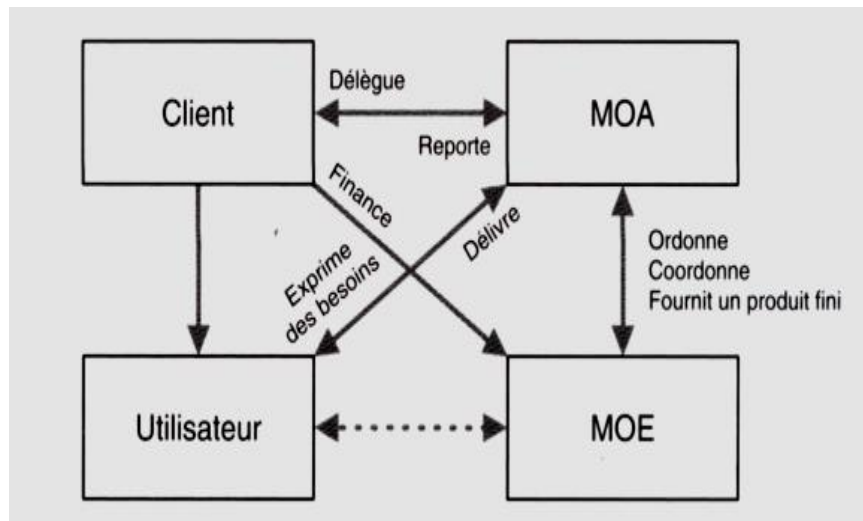 Client
Délègue
MOA
Reporte
Finance
Délivre
Exprime
des besoins
Ordonne
Coordonne
Fournit un produit fini
Utilisateur
MOE